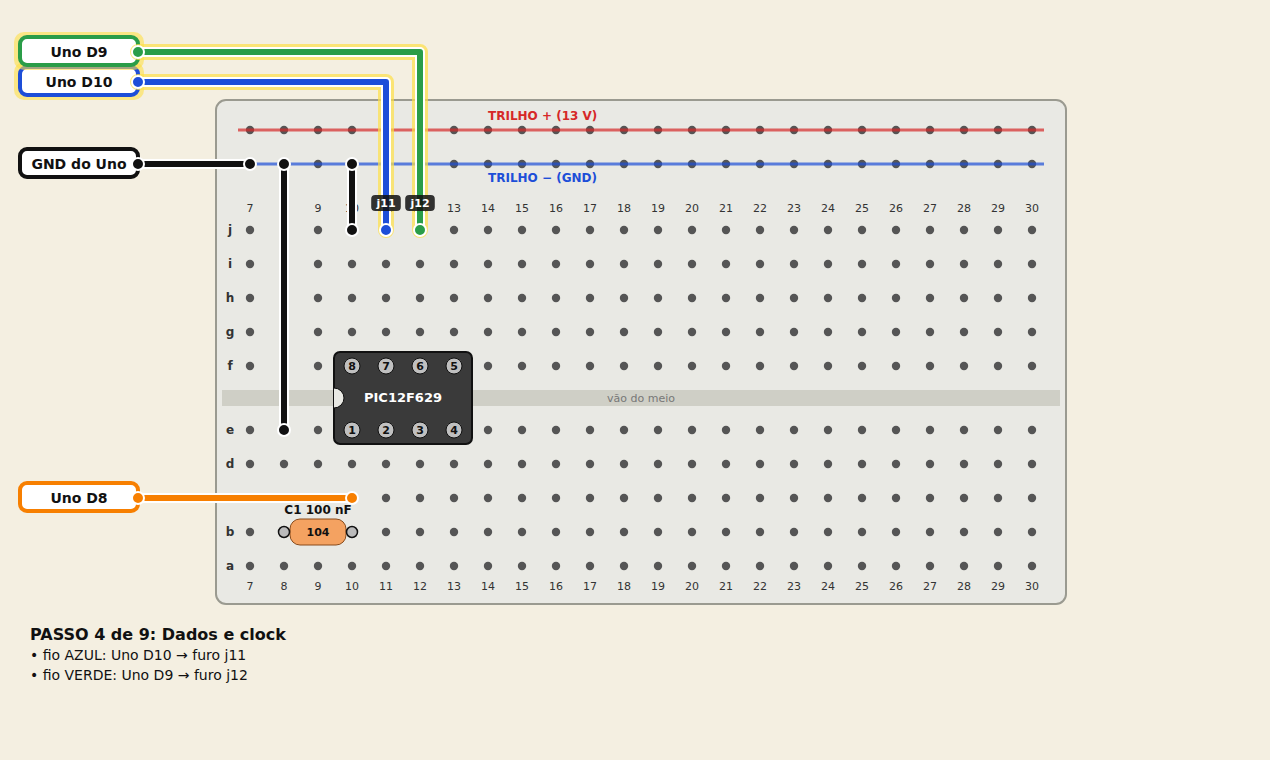 Uno D9
Uno D10
TRILHO + (13 V)
GND do Uno
TRILHO − (GND)
j11 j12
7 9 13 14 15 16 17 18 19 20 21 22 23 24 25 26 27 28 29 30
j
i
h
g
f
8 7 6 5
PIC12F629
vão do meio
e
1 2 3 4
d
Uno D8
C1 100 nF
b
104
a
7 8 9 10 11 12 13 14 15 16 17 18 19 20 21 22 23 24 25 26 27 28 29 30
PASSO 4 de 9: Dados e clock
• fio AZUL: Uno D10 → furo j11
• fio VERDE: Uno D9 → furo j12